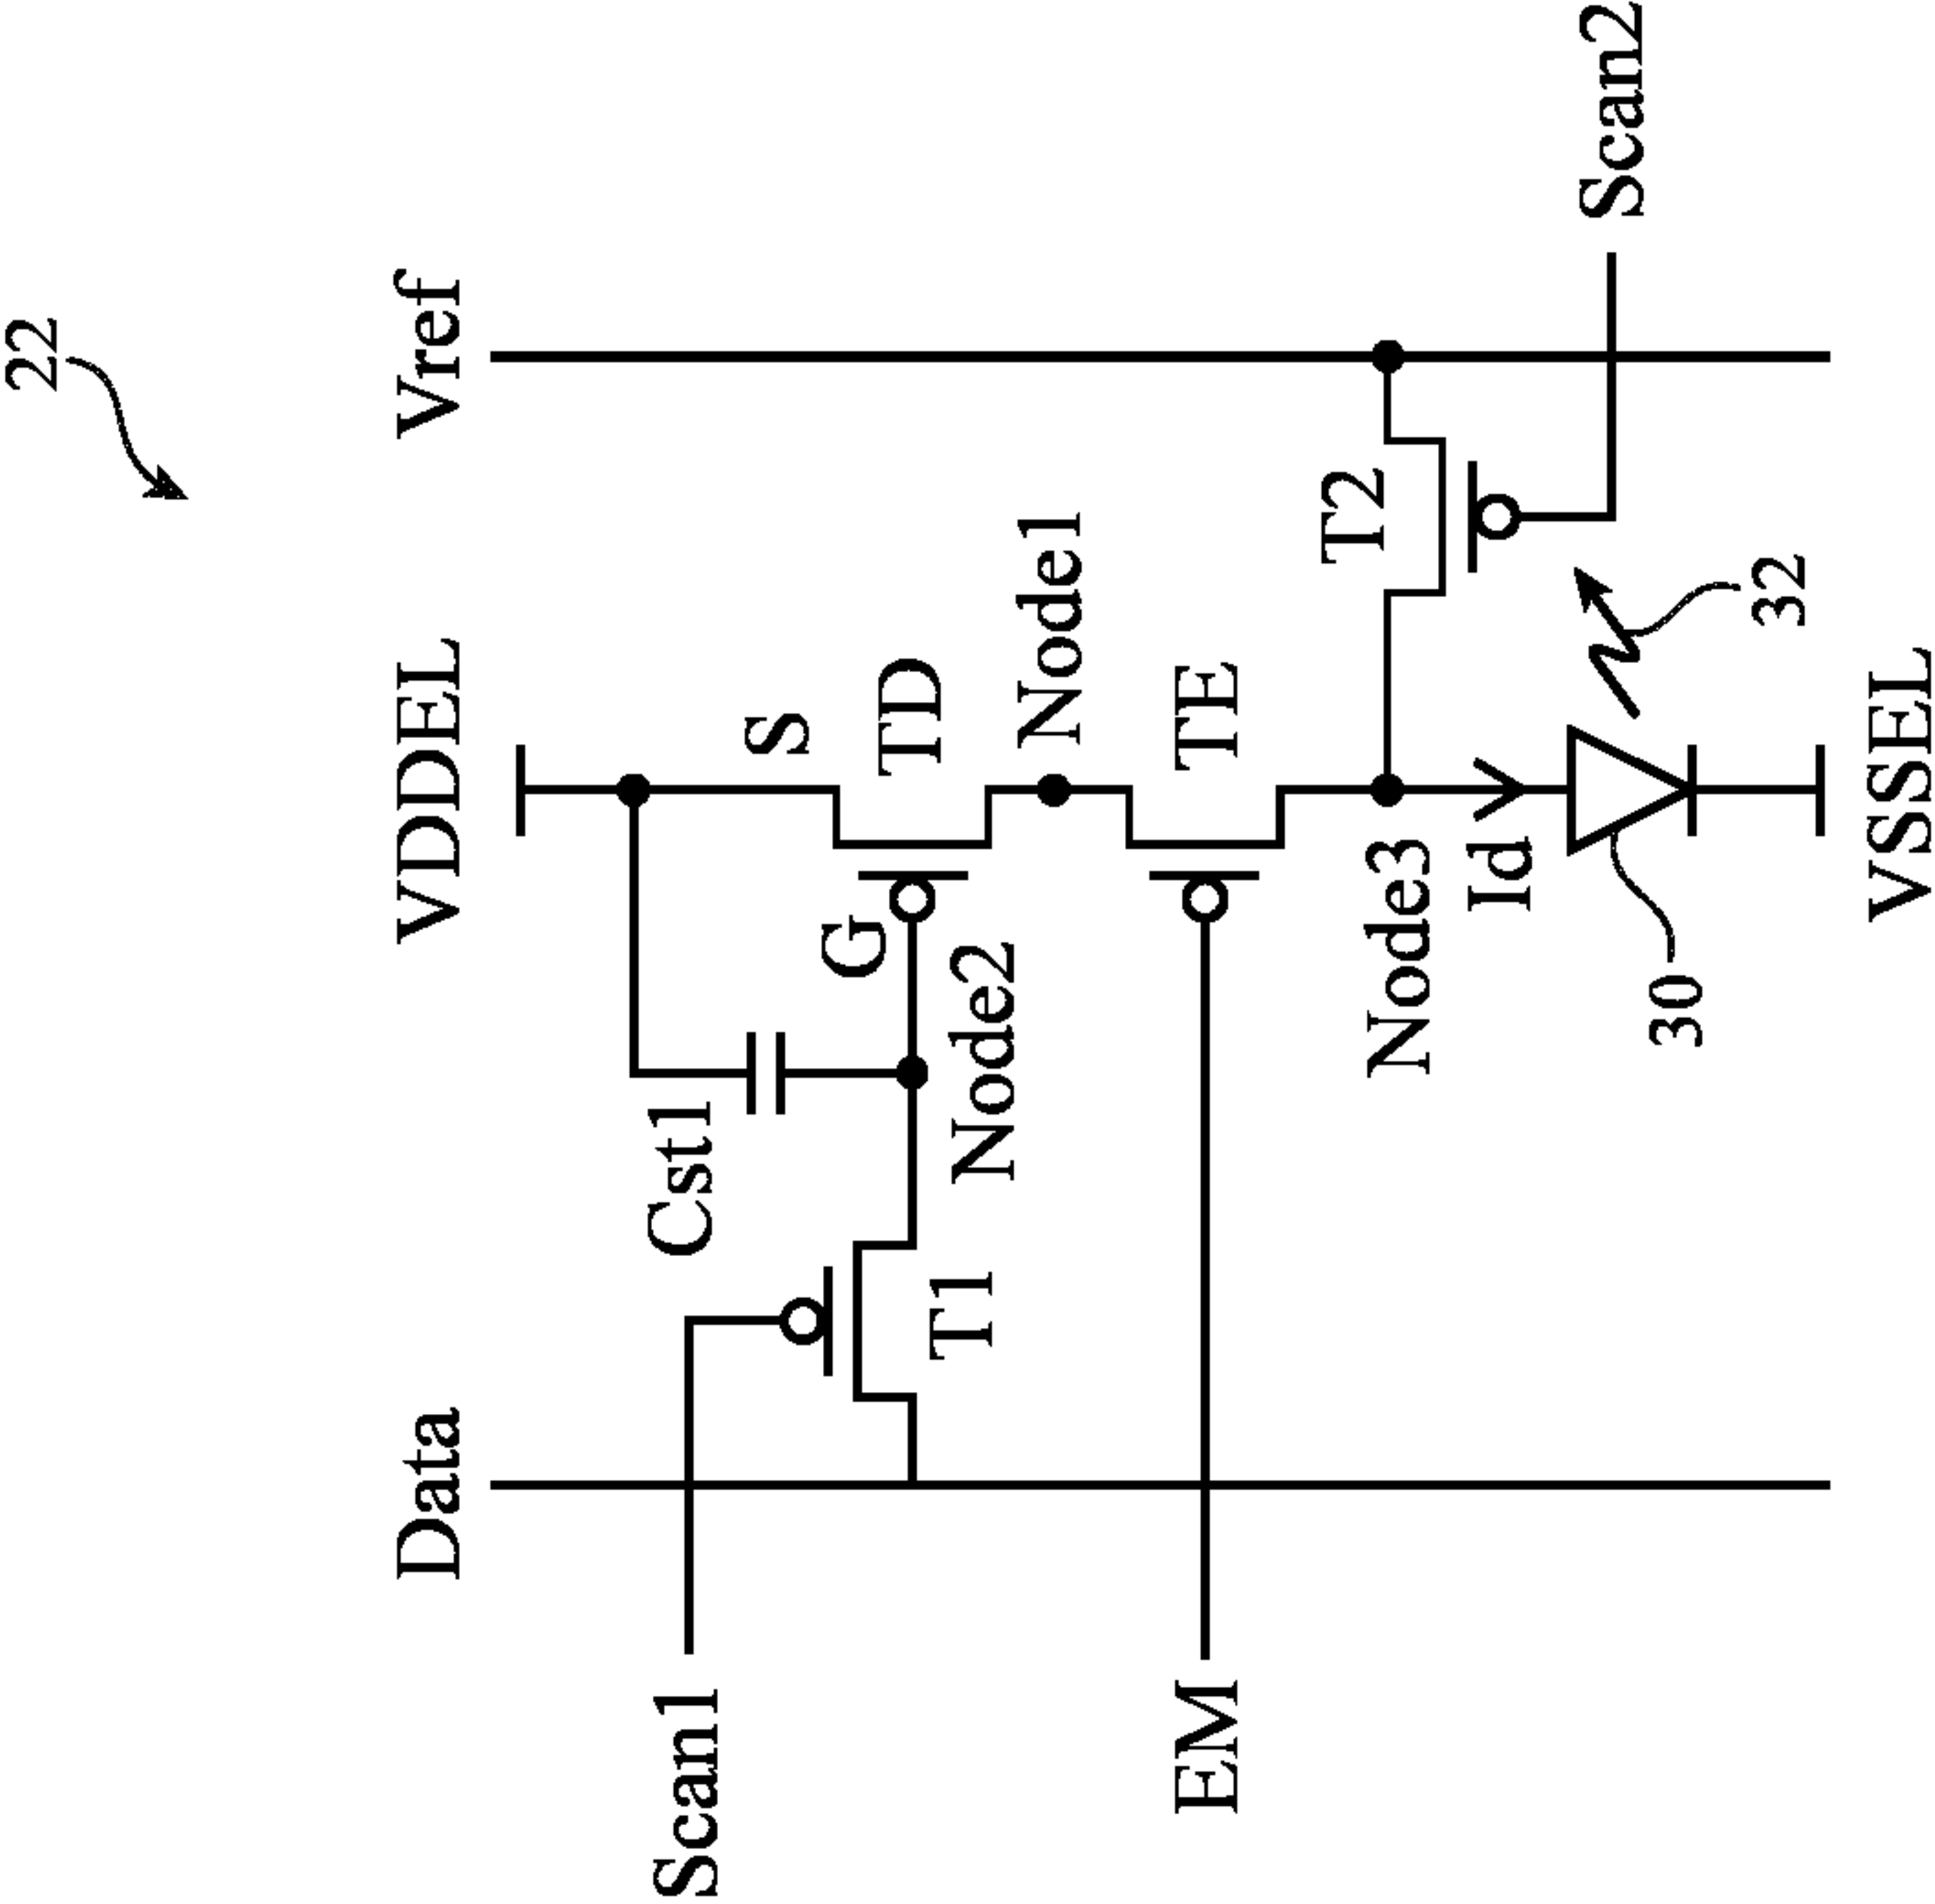 22
Data
VDDEL
Vref
Scan1
Cst1
S
G
TD
T1
Node2
Node1
EM
TE
T2
Node3
Id
Scan2
30
32
VSSEL